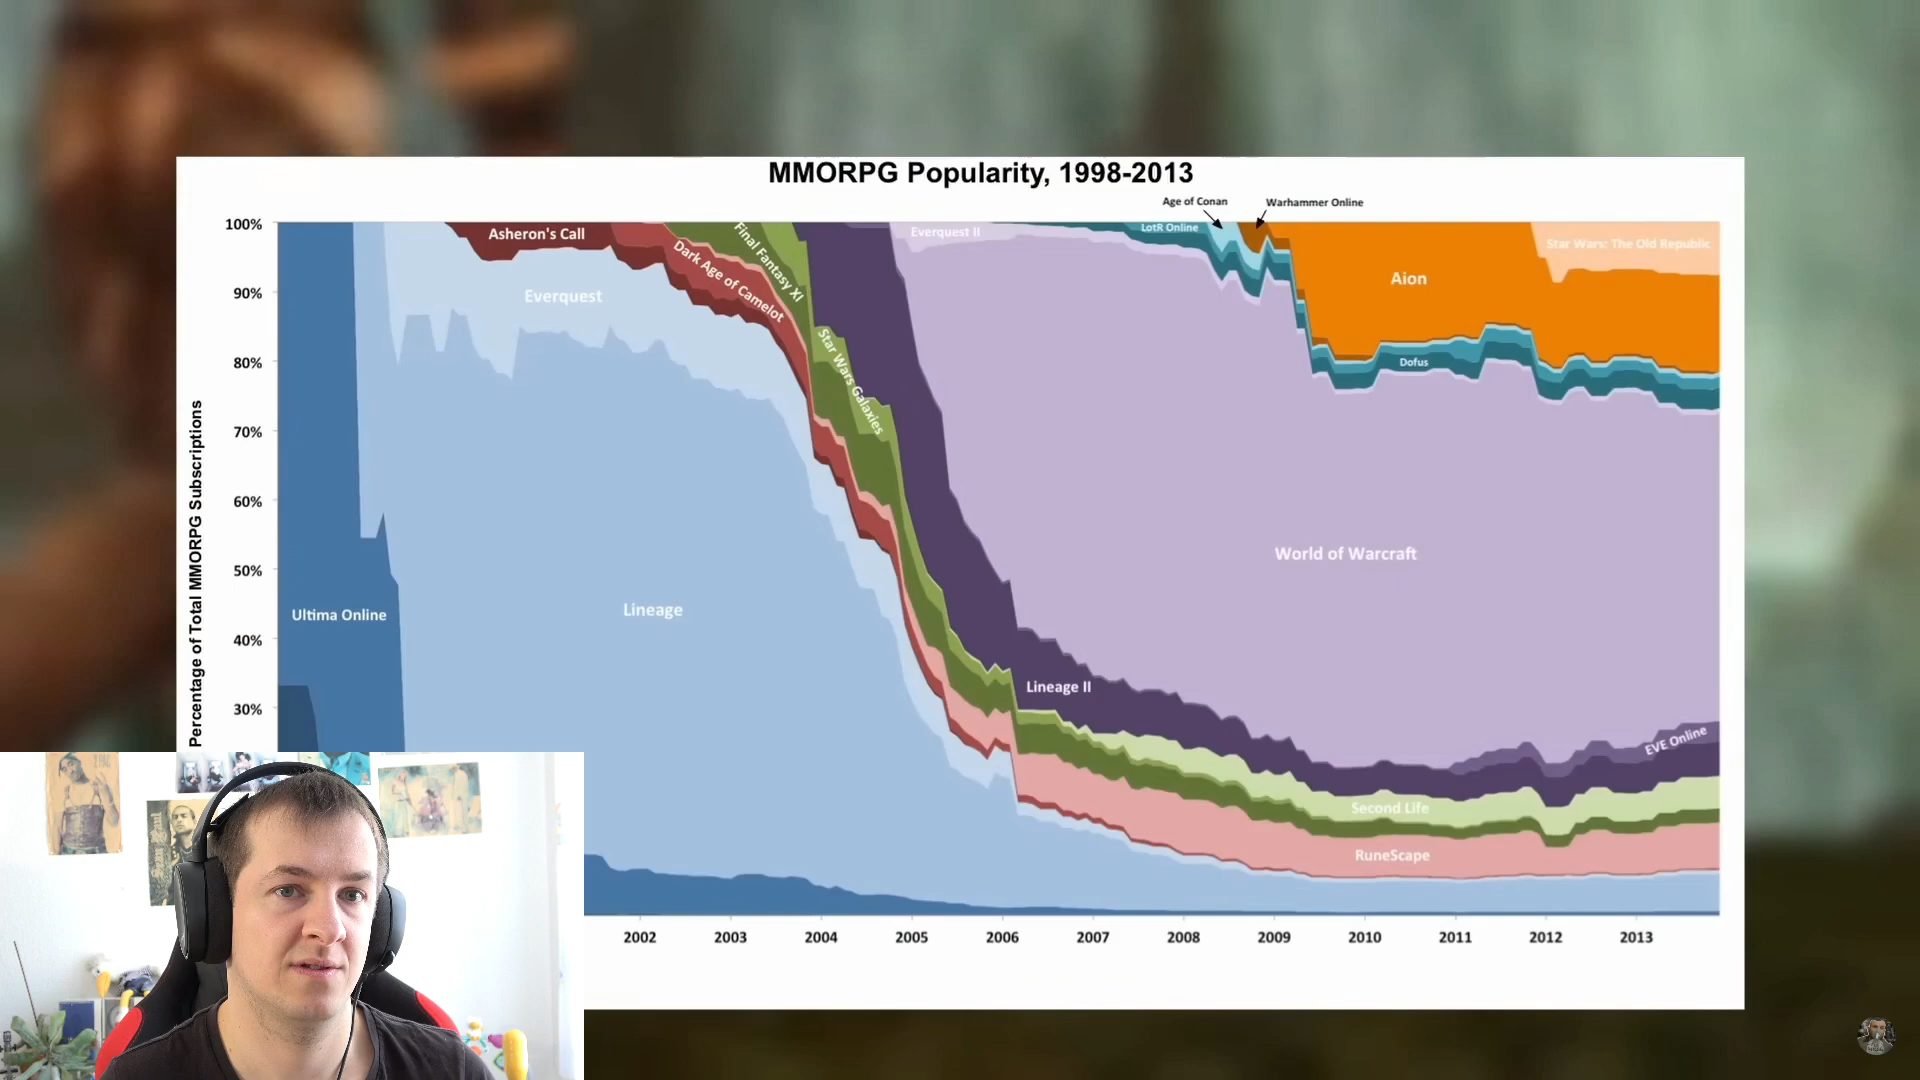 MMORPG Popularity, 1998-2013
Age of Conan
Warhammer Online
100%
90%
80%
70%
60%
50%
40%
30%
Percentage of Total MMORPG Subscriptions
Asheron's Call
Final Fantasy XI
Everquest II
LotR Online
Star Wars: The Old Republic
Dark Age of Camelot
Everquest
Aion
Star Wars Galaxies
Dofus
World of Warcraft
Ultima Online
Lineage
Lineage II
EVE Online
Second Life
RuneScape
2002
2003
2004
2005
2006
2007
2008
2009
2010
2011
2012
2013